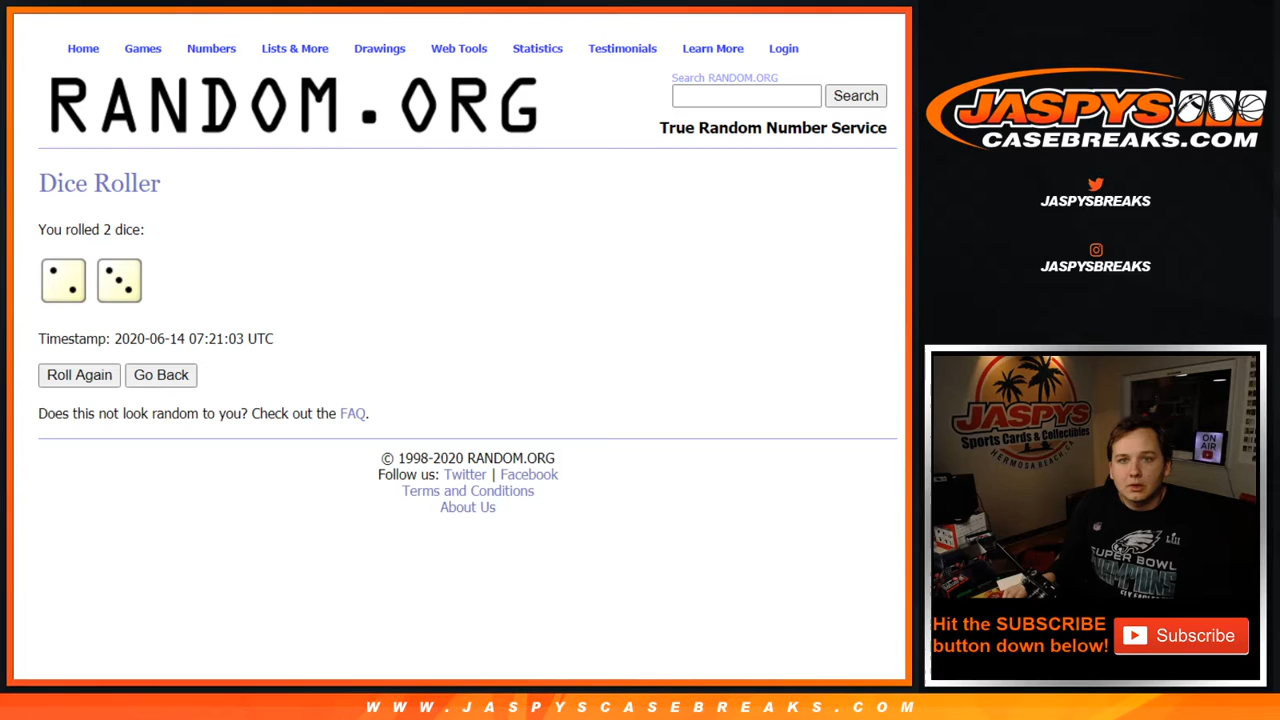 Home Games Numbers Lists & More Drawings Web Tools Statistics Testimonials Learn More Login
RANDOM.ORG
Search RANDOM.ORG
Search
True Random Number Service
Dice Roller
You rolled 2 dice:
Timestamp: 2020-06-14 07:21:03 UTC
Roll Again Go Back
Does this not look random to you? Check out the FAQ.
© 1998-2020 RANDOM.ORG
Follow us: Twitter | Facebook
Terms and Conditions
About Us
JASPYS
CASEBREAKS.COM
JASPYSBREAKS
JASPYSBREAKS
JASPYS
Sports Cards & Collectibles
HERMOSA BEACH, CA
ON
AIR
LII
SUPER BOWL
CHAMPIONS
Hit the SUBSCRIBE
button down below!
Subscribe
WWW.JASPYSCASEBREAKS.COM